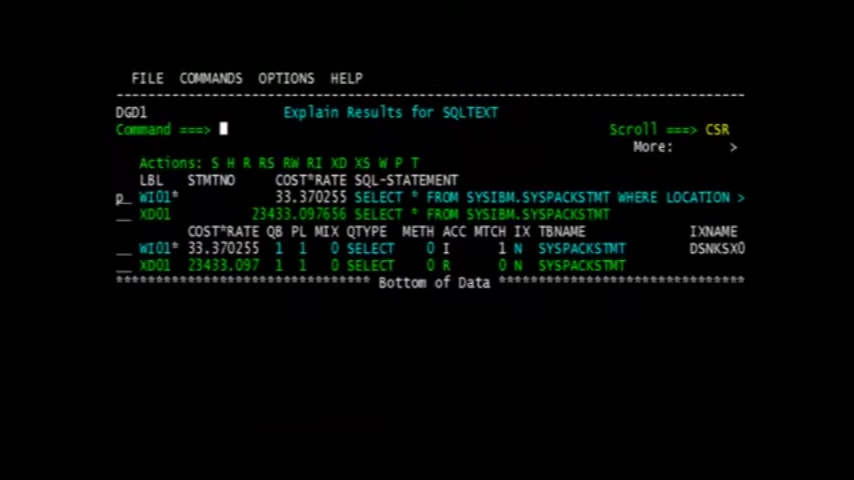 FILE COMMANDS OPTIONS HELP
-------------------------------------------------------------------------------
DGD1 Explain Results for SQLTEXT
Command ===> Scroll ===> CSR
More: >
Actions: S H R RS RW RI XD XS W P T
LBL STMTNO COST*RATE SQL-STATEMENT
p_ WI01* 33.370255 SELECT * FROM SYSIBM.SYSPACKSTMT WHERE LOCATION >
__ XD01 23433.097656 SELECT * FROM SYSIBM.SYSPACKSTMT
COST*RATE QB PL MIX QTYPE METH ACC MTCH IX TBNAME IXNAME
__ WI01* 33.370255 1 1 0 SELECT 0 I 1 N SYSPACKSTMT DSNKSX0
__ XD01 23433.097 1 1 0 SELECT 0 R 0 N SYSPACKSTMT
******************************** Bottom of Data *******************************